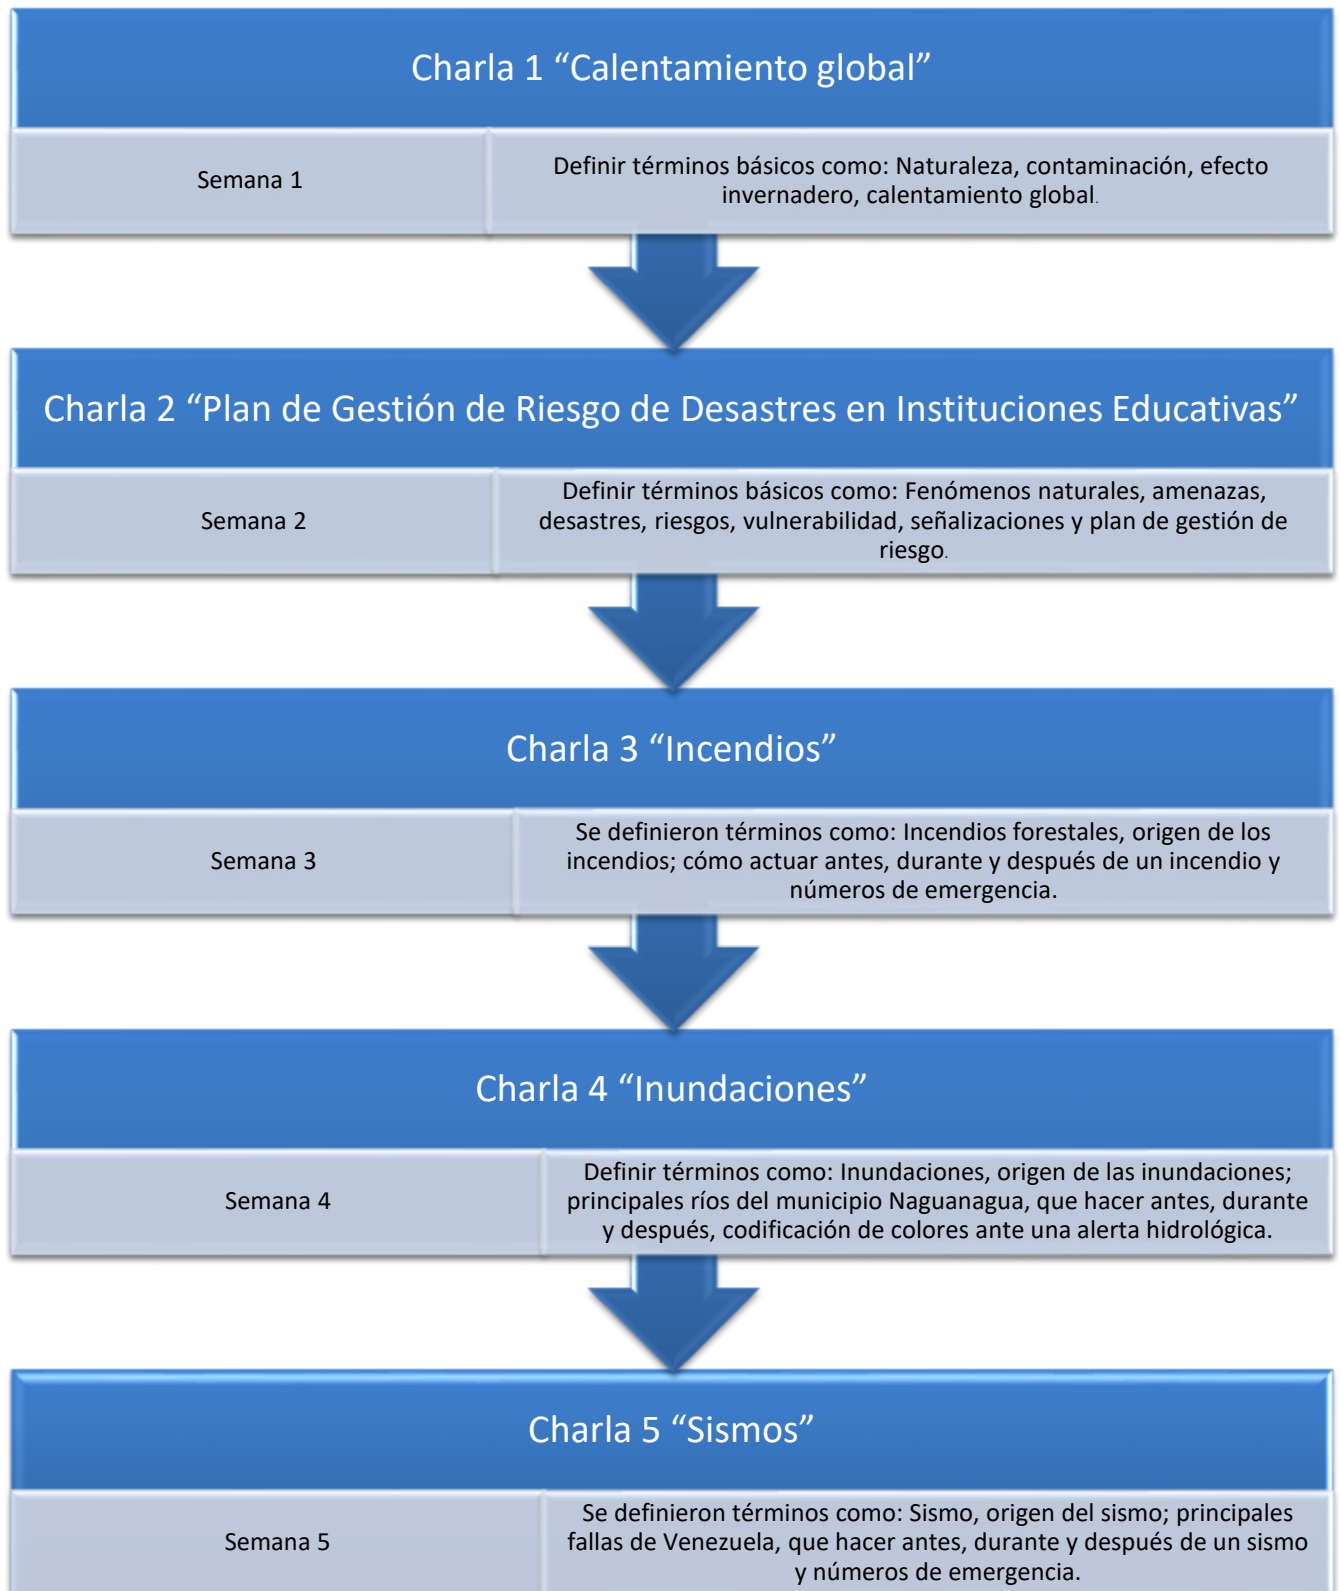 Charla 1 “Calentamiento global”
Semana 1
Definir términos básicos como: Naturaleza, contaminación, efecto
invernadero, calentamiento global.
Charla 2 “Plan de Gestión de Riesgo de Desastres en Instituciones Educativas”
Semana 2
Definir términos básicos como: Fenómenos naturales, amenazas,
desastres, riesgos, vulnerabilidad, señalizaciones y plan de gestión de
riesgo.
Charla 3 “Incendios”
Semana 3
Se definieron términos como: Incendios forestales, origen de los
incendios; cómo actuar antes, durante y después de un incendio y
números de emergencia.
Charla 4 “Inundaciones”
Semana 4
Definir términos como: Inundaciones, origen de las inundaciones;
principales ríos del municipio Naguanagua, que hacer antes, durante
y después, codificación de colores ante una alerta hidrológica.
Charla 5 “Sismos”
Semana 5
Se definieron términos como: Sismo, origen del sismo; principales
fallas de Venezuela, que hacer antes, durante y después de un sismo
y números de emergencia.